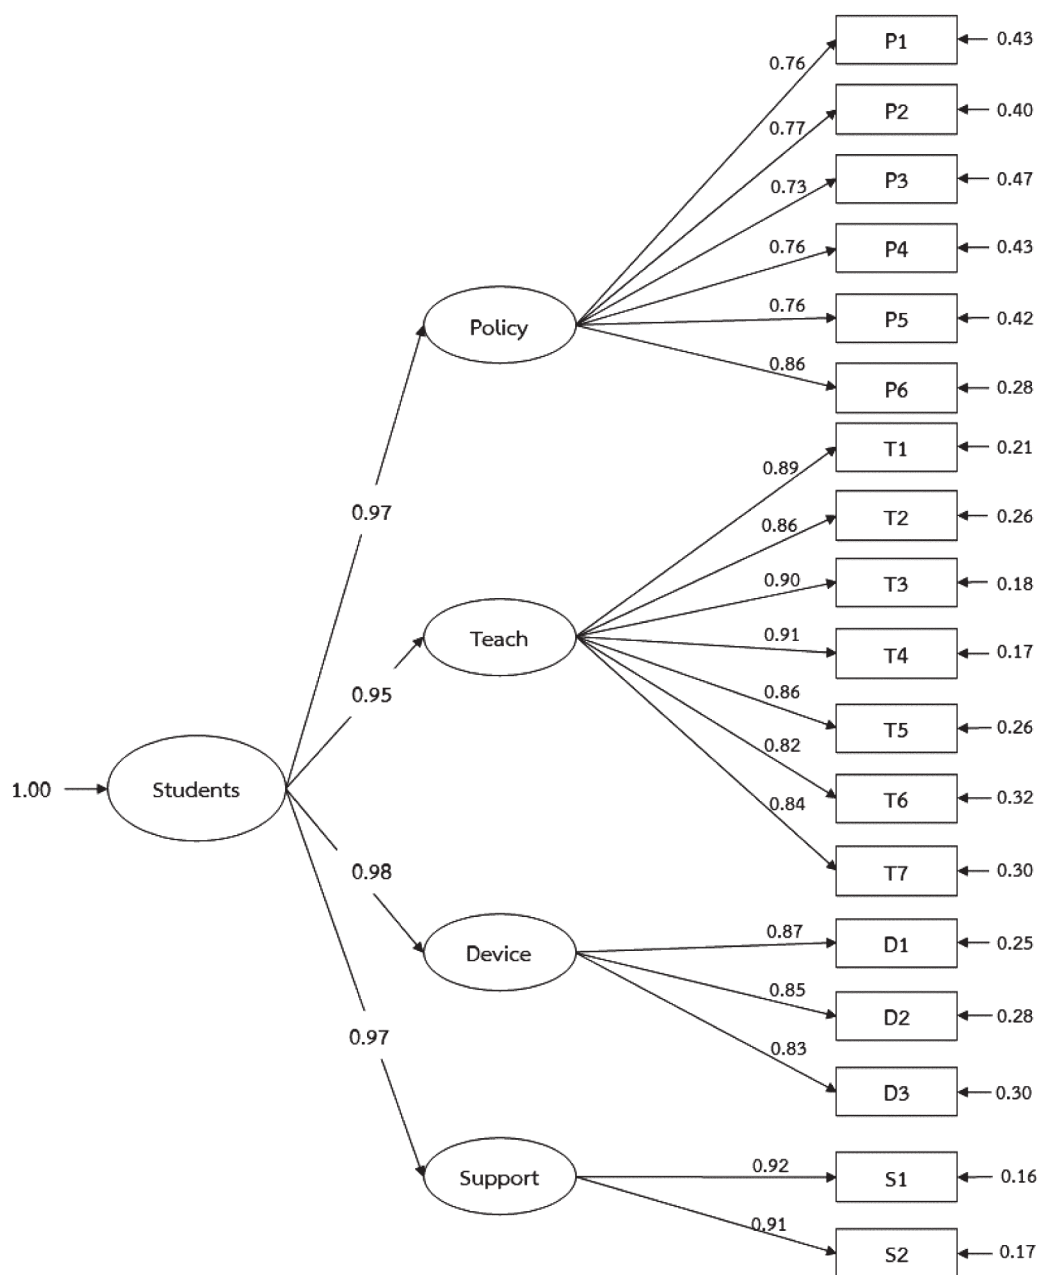 P1
0.43
0.76
P2
0.40
0.77
P3
0.47
0.73
P4
0.43
0.76
P5
0.42
0.76
Policy
P6
0.28
0.86
T1
0.21
0.89
0.97
T2
0.26
0.86
T3
0.18
0.90
Teach
T4
0.17
0.91
0.95
T5
0.26
0.86
T6
0.32
0.82
1.00
Students
0.84
T7
0.30
0.98
D1
0.25
0.87
Device
D2
0.28
0.85
0.97
D3
0.30
0.83
Support
S1
0.16
0.92
S2
0.17
0.91